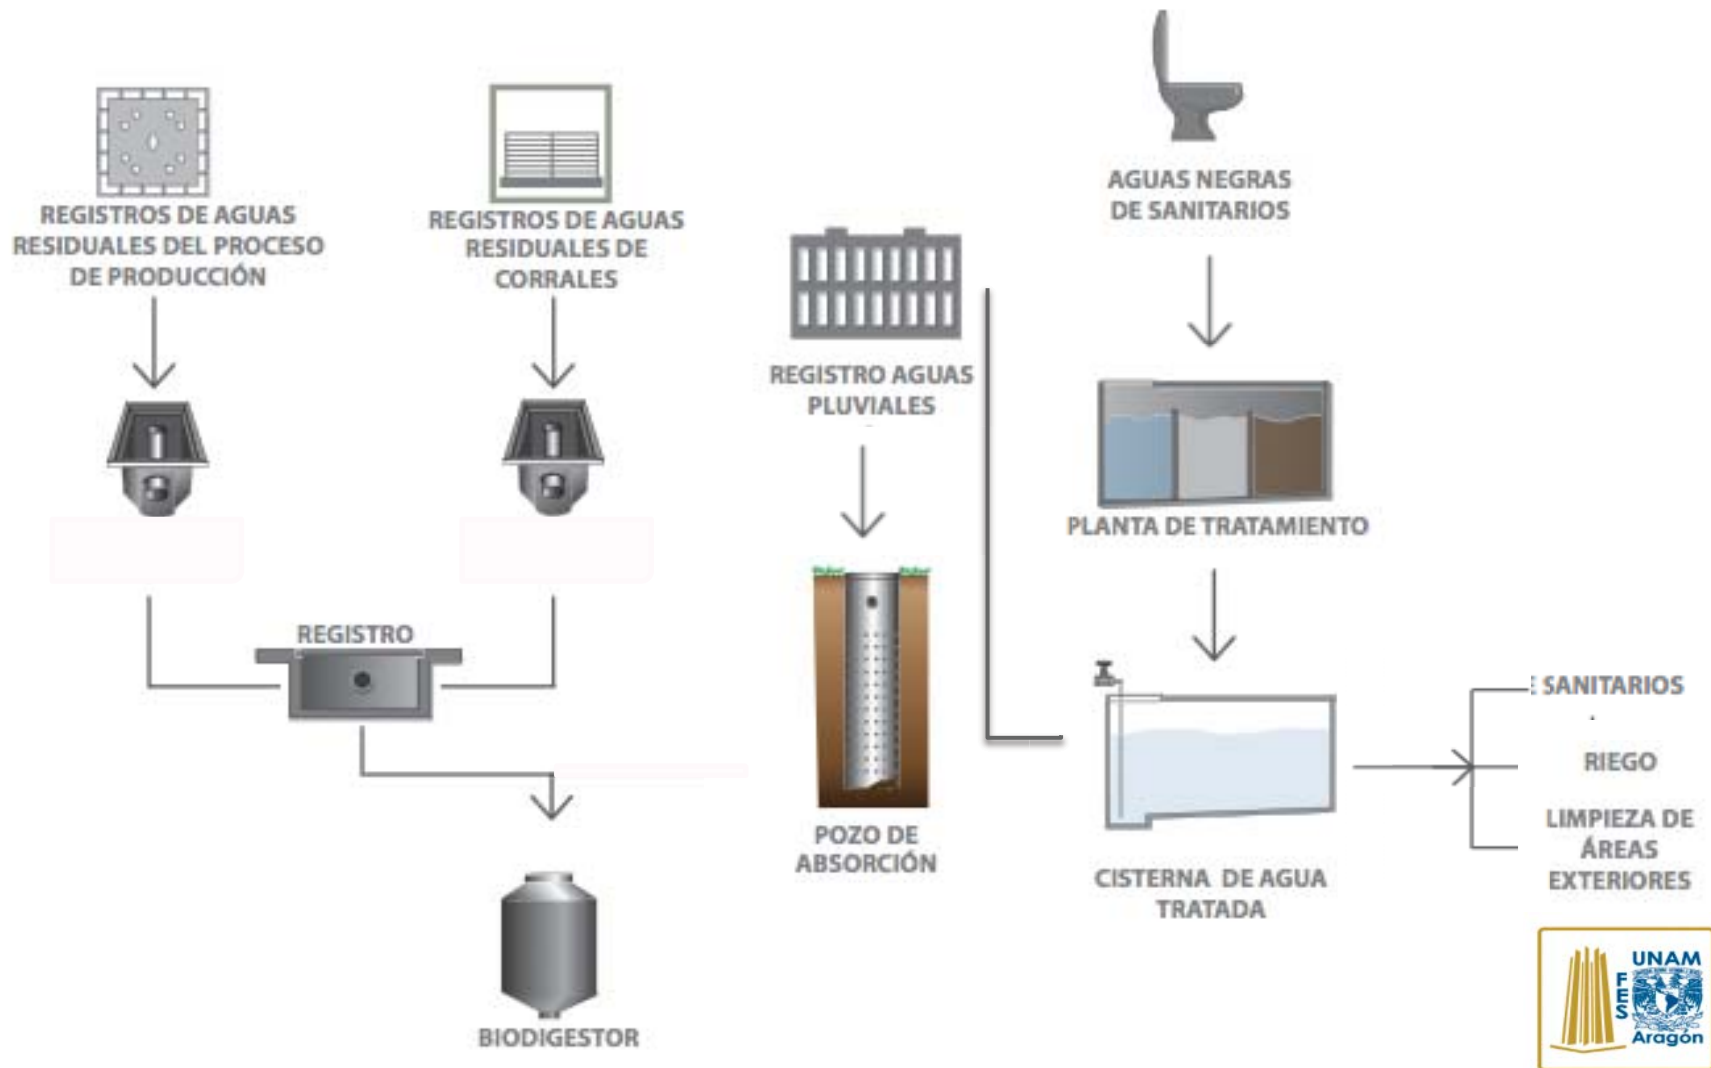 REGISTROS DE AGUAS
RESIDUALES DEL PROCESO
DE PRODUCCIÓN
REGISTROS DE AGUAS
RESIDUALES DE
CORRALES
REGISTRO AGUAS
PLUVIALES
AGUAS NEGRAS
DE SANITARIOS
PLANTA DE TRATAMIENTO
REGISTRO
POZO DE
ABSORCIÓN
CISTERNA DE AGUA
TRATADA
SANITARIOS
RIEGO
LIMPIEZA DE
ÁREAS
EXTERIORES
BIODIGESTOR
FES
UNAM
Aragón